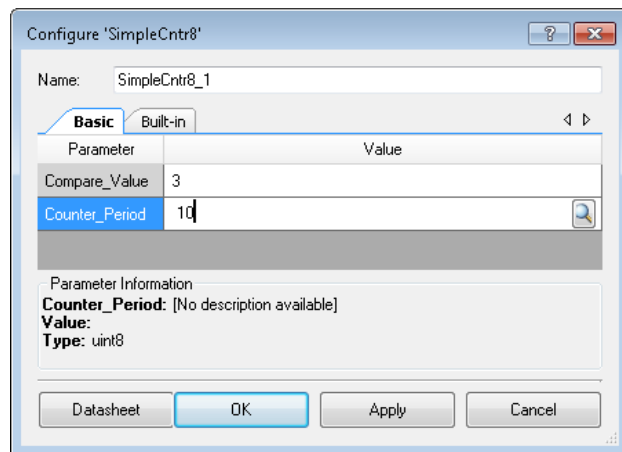 Configure 'SimpleCntr8'
Name: SimpleCntr8_1
Basic Built-in
Parameter Value
Compare_Value 3
Counter_Period 10
Parameter Information
Counter_Period: [No description available]
Value:
Type: uint8
Datasheet OK Apply Cancel